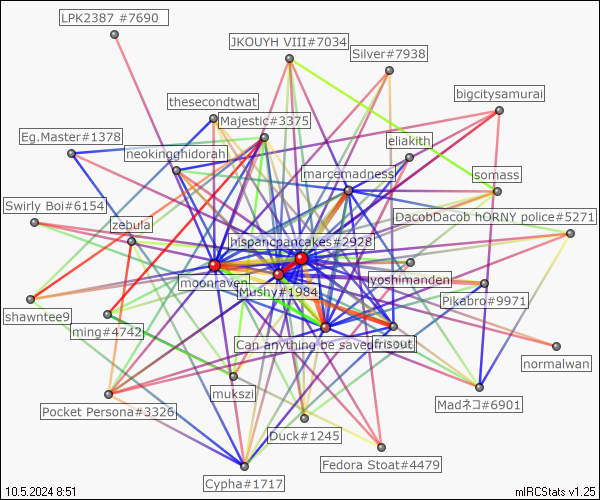 LPK2387 #7690
JKOUYH VIII#7034
Silver#7938
bigcitysamurai
thesecondtwat
Majestic#3375
Eg.Master#1378
eliakith
neokingghidorah
marcemadness
somass
Swirly Boi#6154
DacobDacob hORNY police#5271
zebula
hispancpancakes#2928
moonraven
Mushy#1984
yoshimanden
Pikabro#9971
shawntee9
ming#4742
Can anything be saved
frisout
normalwan
mukszi
Madネコ#6901
Pocket Persona#3326
Duck#1245
Fedora Stoat#4479
Cypha#1717
10.5.2024 8:51
mIRCStats v1.25